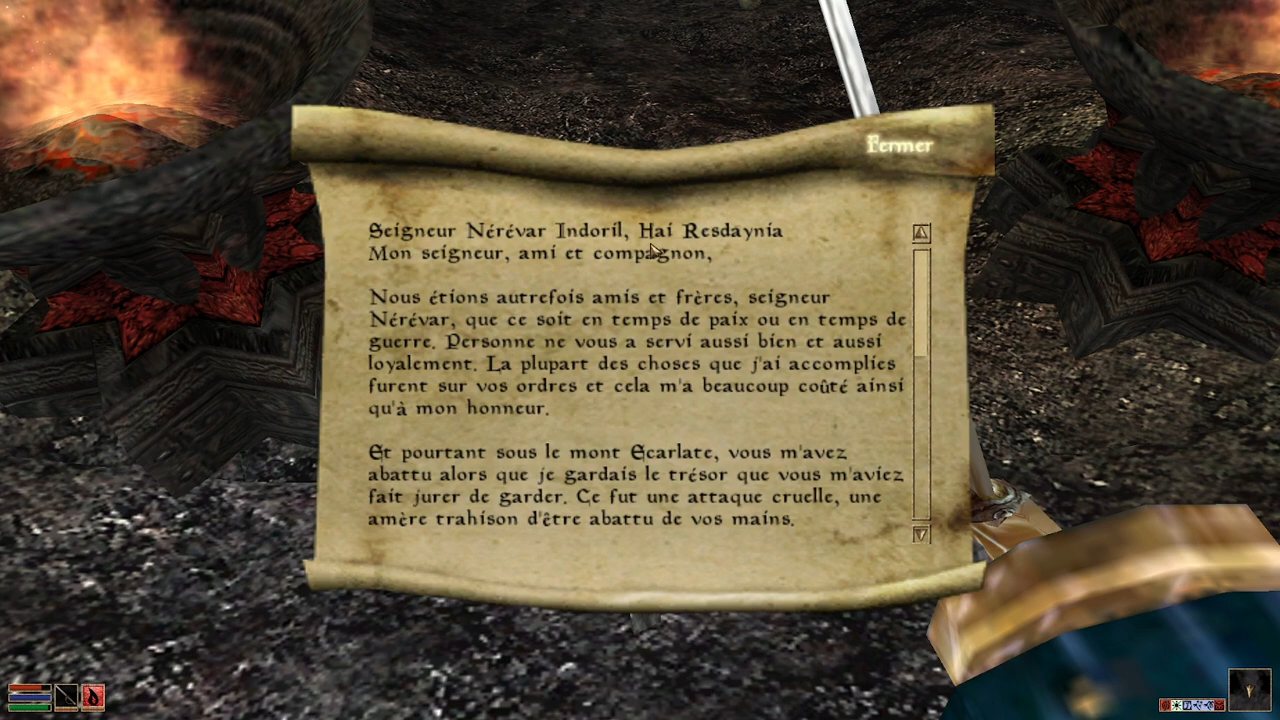 Fermer
Seigneur Nérévar Indoril, Hai Resdaynia
Mon seigneur, ami et compagnon,
Nous étions autrefois amis et frères, seigneur
Nérévar, que ce soit en temps de paix ou en temps de
guerre. Personne ne vous a servi aussi bien et aussi
loyalement. La plupart des choses que j'ai accomplies
furent sur vos ordres et cela m'a beaucoup coûté ainsi
qu'à mon honneur.
Et pourtant sous le mont Ecarlate, vous m'avez
abattu alors que je gardais le trésor que vous m'aviez
fait jurer de garder. Ce fut une attaque cruelle, une
amère trahison d'être abattu de vos mains.